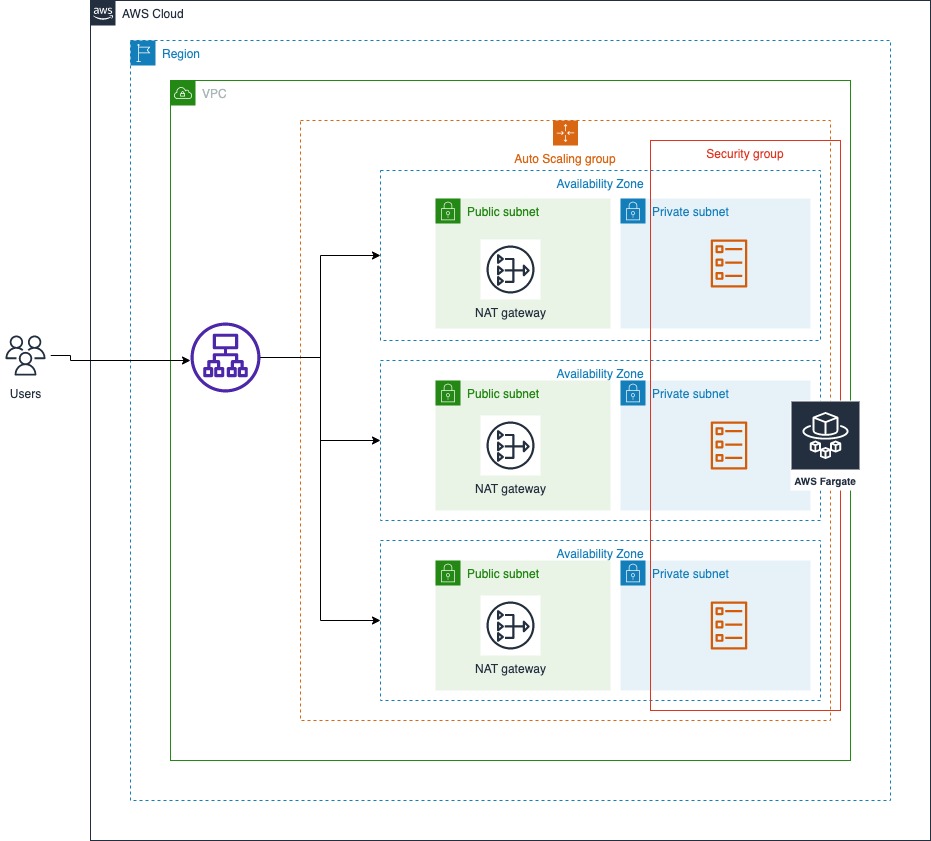 aws
AWS Cloud
Region
VPC
Auto Scaling group
Security group
Availability Zone
Public subnet
Private subnet
NAT gateway
Users
Availability Zone
Public subnet
Private subnet
NAT gateway
AWS Fargate
Availability Zone
Public subnet
Private subnet
NAT gateway